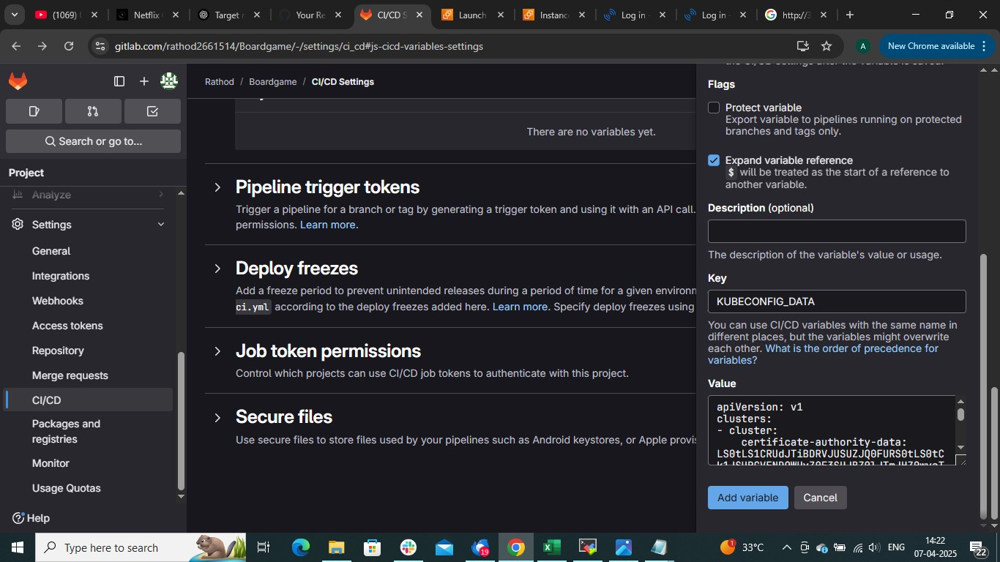 (1069)
Netflix
Target r
Your Re
CI/CD S
Launch
Instanc
Log in
Log in
http://3
gitlab.com/rathod2661514/Boardgame/-/settings/ci_cd#js-cicd-variables-settings
A
New Chrome available
Rathod / Boardgame / CI/CD Settings
Search or go to...
Project
Analyze
Settings
General
Integrations
Webhooks
Access tokens
Repository
Merge requests
CI/CD
Packages and
registries
Monitor
Usage Quotas
Help
There are no variables yet.
Pipeline trigger tokens
Trigger a pipeline for a branch or tag by generating a trigger token and using it with an API call.
permissions. Learn more.
Deploy freezes
Add a freeze period to prevent unintended releases during a period of time for a given environ
ci.yml according to the deploy freezes added here. Learn more. Specify deploy freezes using
Job token permissions
Control which projects can use CI/CD job tokens to authenticate with this project.
Secure files
Use secure files to store files used by your pipelines such as Android keystores, or Apple provis
Flags
Protect variable
Export variable to pipelines running on protected
branches and tags only.
Expand variable reference
$ will be treated as the start of a reference to
another variable.
Description (optional)
The description of the variable's value or usage.
Key
KUBECONFIG_DATA
You can use CI/CD variables with the same name in
different places, but the variables might overwrite
each other. What is the order of precedence for
variables?
Value
apiVersion: v1
clusters:
- cluster:
certificate-authority-data:
LS0tLS1CRUdJTiBDRVJUSUZJQ0FURS0tLS0tC
Add variable
Cancel
Type here to search
19
1
33°C
ENG
14:22
07-04-2025
22